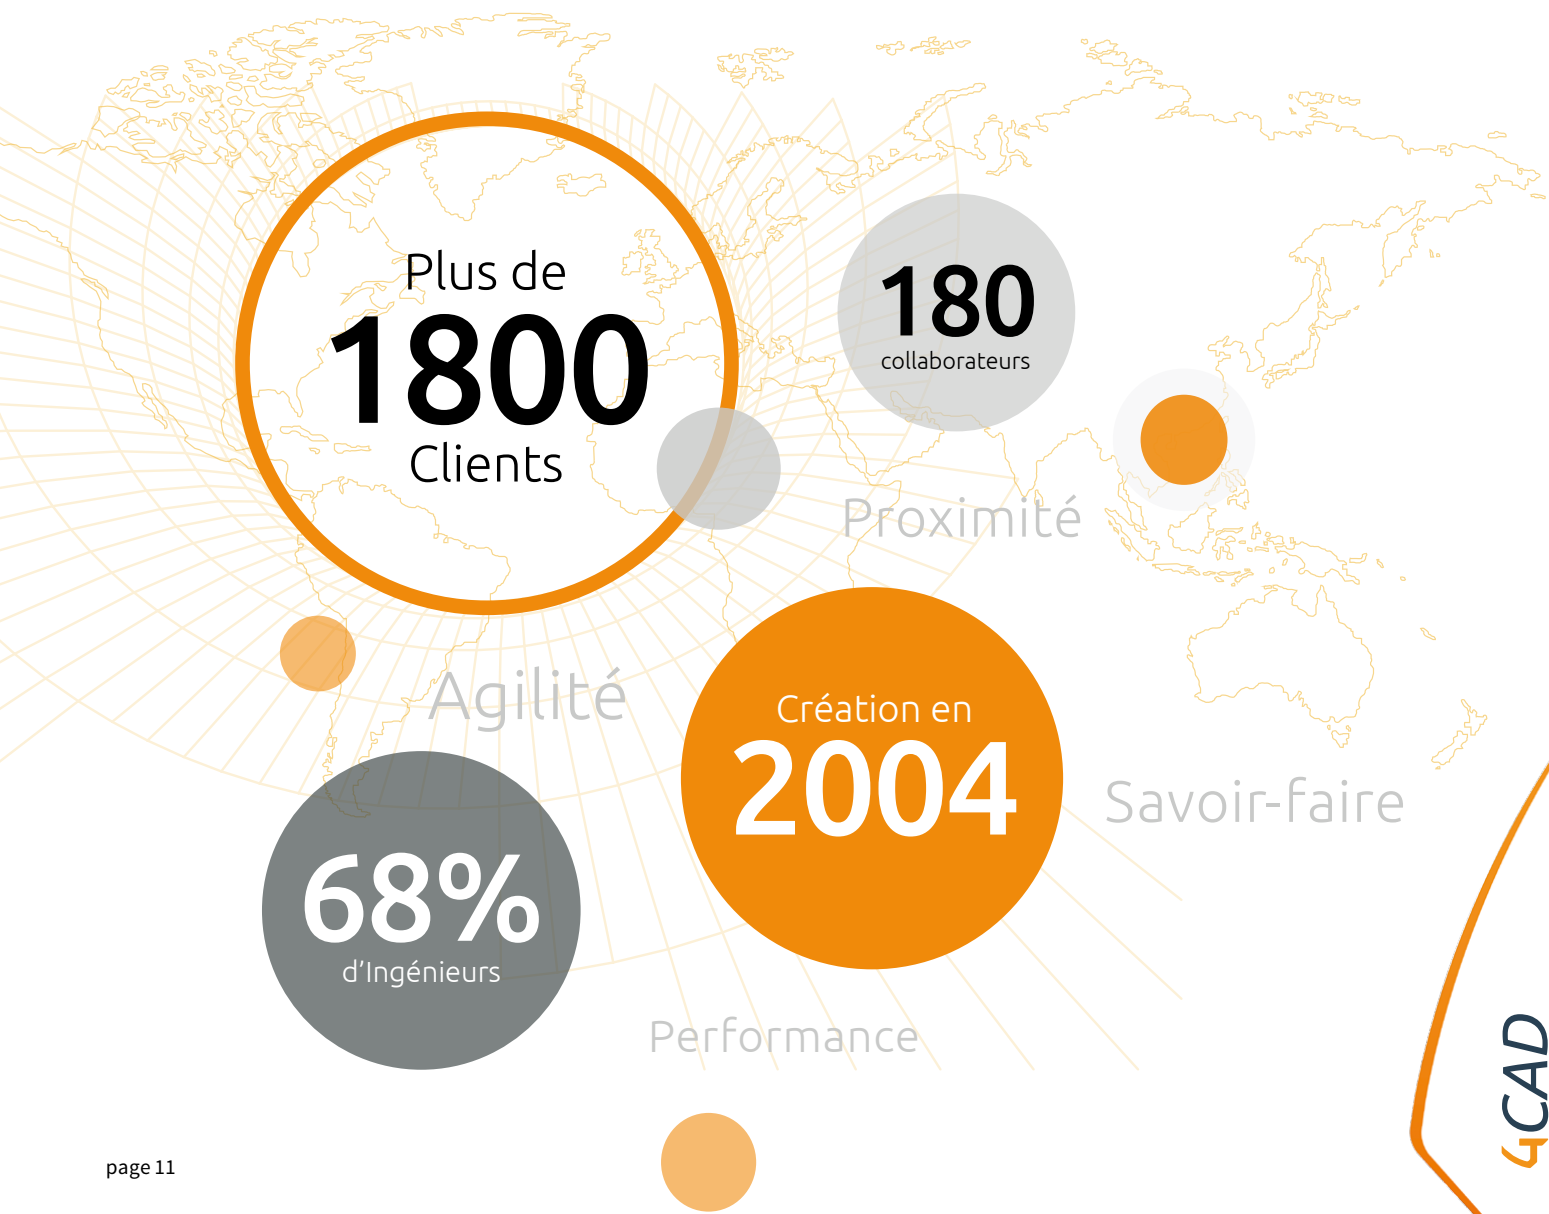 Plus de
1800
Clients
180
collaborateurs
Proximité
Agilité
Création en
2004
Savoir-faire
68%
d'Ingénieurs
Performance
4CAD
page 11